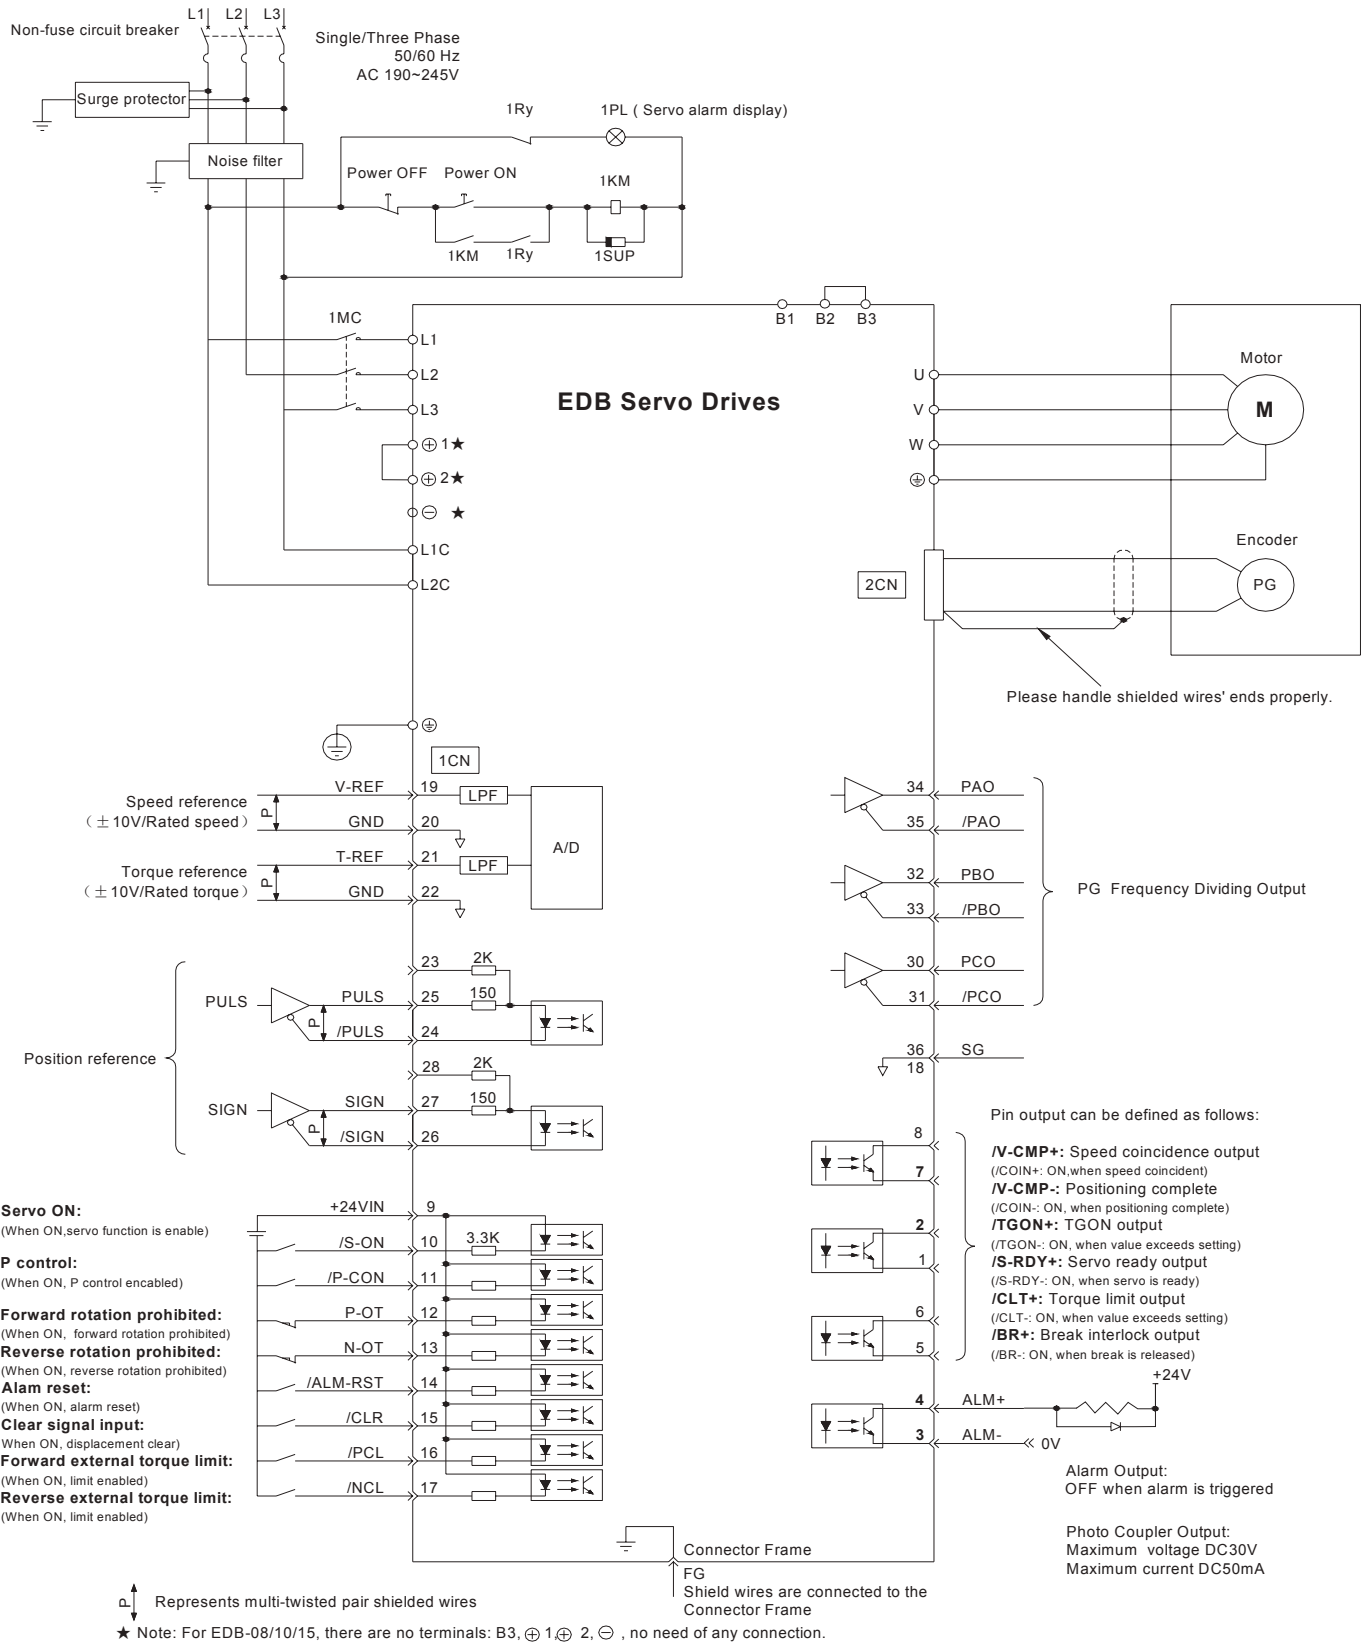 L1 L2 L3
Non-fuse circuit breaker
Single/Three Phase
50/60 Hz
AC 190~245V
Surge protector
1Ry
1PL ( Servo alarm display)
Noise filter
Power OFF
Power ON
1KM
1KM
1Ry
1SUP
1MC
B1
B2
B3
L1
L2
L3
EDB Servo Drives
1★
2★
★
L1C
L2C
U
V
W
Motor
M
Encoder
PG
2CN
Please handle shielded wires' ends properly.
1CN
Speed reference
(±10V/Rated speed)
P
V-REF
19
LPF
GND
20
A/D
Torque reference
(±10V/Rated torque)
P
T-REF
21
LPF
GND
22
34
PAO
35
/PAO
32
PBO
33
/PBO
30
PCO
31
/PCO
PG Frequency Dividing Output
Position reference
23
2K
PULS
PULS
25
150
P
/PULS
24
28
2K
SIGN
SIGN
27
150
P
/SIGN
26
36
SG
18
Pin output can be defined as follows:
8
7
2
1
6
5
/V-CMP+: Speed coincidence output
(/COIN+: ON,when speed coincident)
/V-CMP-: Positioning complete
(/COIN-: ON, when positioning complete)
/TGON+: TGON output
(/TGON-: ON, when value exceeds setting)
/S-RDY+: Servo ready output
(/S-RDY-: ON, when servo is ready)
/CLT+: Torque limit output
(/CLT-: ON, when value exceeds setting)
/BR+: Break interlock output
(/BR-: ON, when break is released)
Servo ON:
(When ON,servo function is enable)
P control:
(When ON, P control encabled)
Forward rotation prohibited:
(When ON, forward rotation prohibited)
Reverse rotation prohibited:
(When ON, reverse rotation prohibited)
Alam reset:
(When ON, alarm reset)
Clear signal input:
When ON, displacement clear)
Forward external torque limit:
(When ON, limit enabled)
Reverse external torque limit:
(When ON, limit enabled)
+24VIN
9
/S-ON
10
3.3K
/P-CON
11
P-OT
12
N-OT
13
/ALM-RST
14
/CLR
15
/PCL
16
/NCL
17
+24V
4
ALM+
3
ALM-
0V
Alarm Output:
OFF when alarm is triggered
Photo Coupler Output:
Maximum voltage DC30V
Maximum current DC50mA
Connector Frame
FG
Shield wires are connected to the
Connector Frame
P
Represents multi-twisted pair shielded wires
★ Note: For EDB-08/10/15, there are no terminals: B3, ⊕ 1,⊕ 2, ⊖ , no need of any connection.